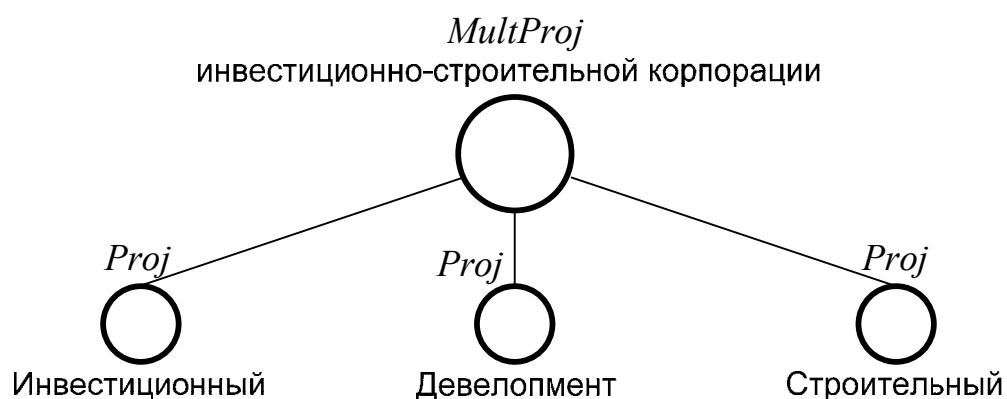 MultProj
инвестиционно-строительной корпорации
Proj
Proj
Proj
Инвестиционный
Девелопмент
Строительный